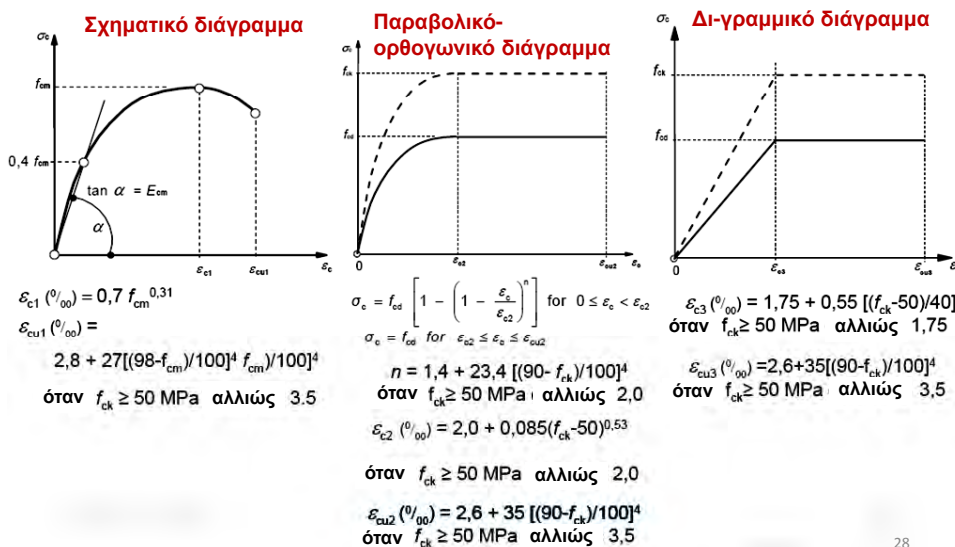 Σχηματικό διάγραμμα
σc
fcm
0,4 fcm
tan α = Ecm
α
0
εc1
εcu1
εc
εc1 (⁰/₀₀) = 0,7 fcm^0,31
εcu1 (⁰/₀₀) =
2,8 + 27[(98-fcm)/100]⁴ fcm)/100]⁴
όταν fck ≥ 50 MPa αλλιώς 3.5
Παραβολικό-
ορθογωνικό διάγραμμα
σc
fck
fcd
0
εc2
εcu2
εc
σc = fcd [1 − (1 − εc/εc2)ⁿ] for 0 ≤ εc < εc2
σc = fcd for εc2 ≤ εc ≤ εcu2
n = 1,4 + 23,4 [(90- fck)/100]⁴
όταν fck ≥ 50 MPa αλλιώς 2,0
εc2 (⁰/₀₀) = 2,0 + 0,085(fck-50)^0,53
όταν fck ≥ 50 MPa αλλιώς 2,0
εcu2 (⁰/₀₀) = 2,6 + 35 [(90-fck)/100]⁴
όταν fck ≥ 50 MPa αλλιώς 3,5
Δι-γραμμικό διάγραμμα
σc
fck
fcd
0
εc3
εcu3
εc
εc3 (⁰/₀₀) = 1,75 + 0,55 [(fck-50)/40]
όταν fck ≥ 50 MPa αλλιώς 1,75
εcu3 (⁰/₀₀) =2,6+35[(90-fck)/100]⁴
όταν fck ≥ 50 MPa αλλιώς 3,5
28